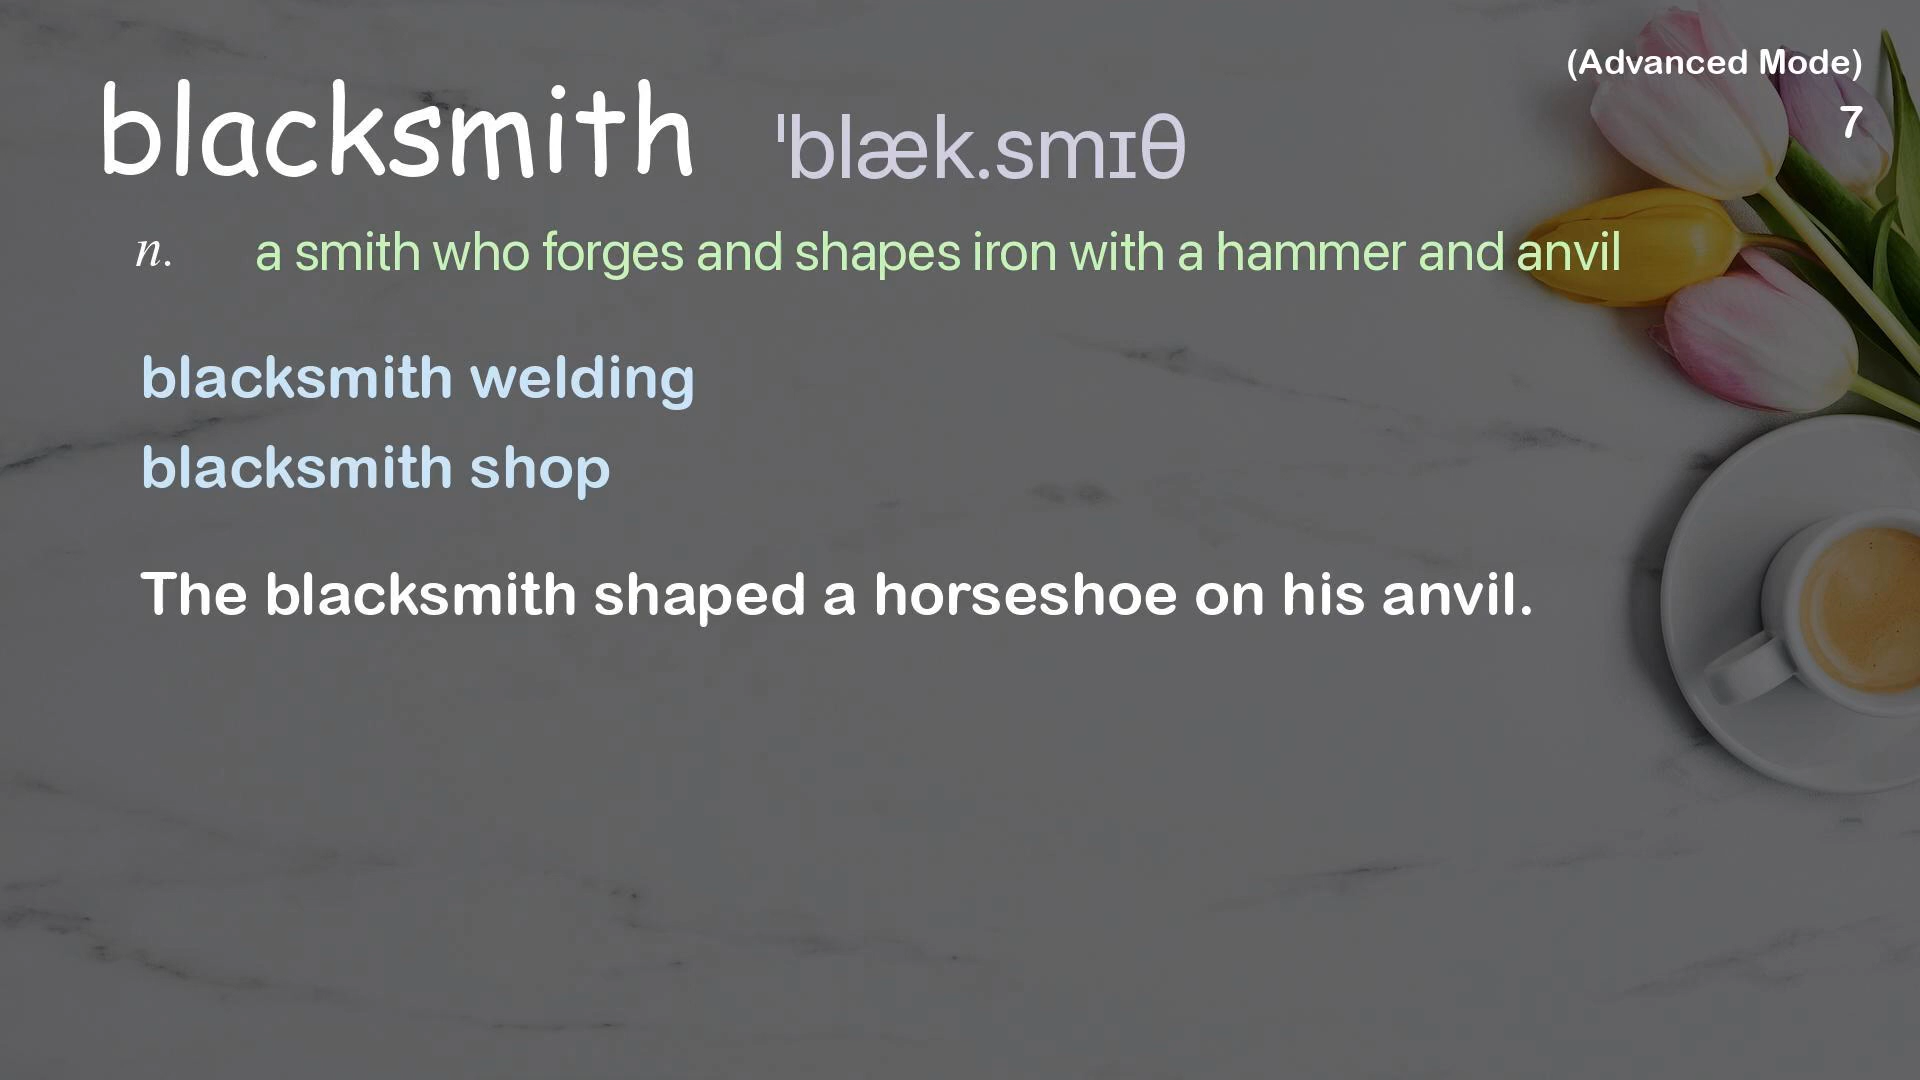 (Advanced Mode)
7
blacksmith ˈblæk.smɪθ
n. a smith who forges and shapes iron with a hammer and anvil
blacksmith welding
blacksmith shop
The blacksmith shaped a horseshoe on his anvil.